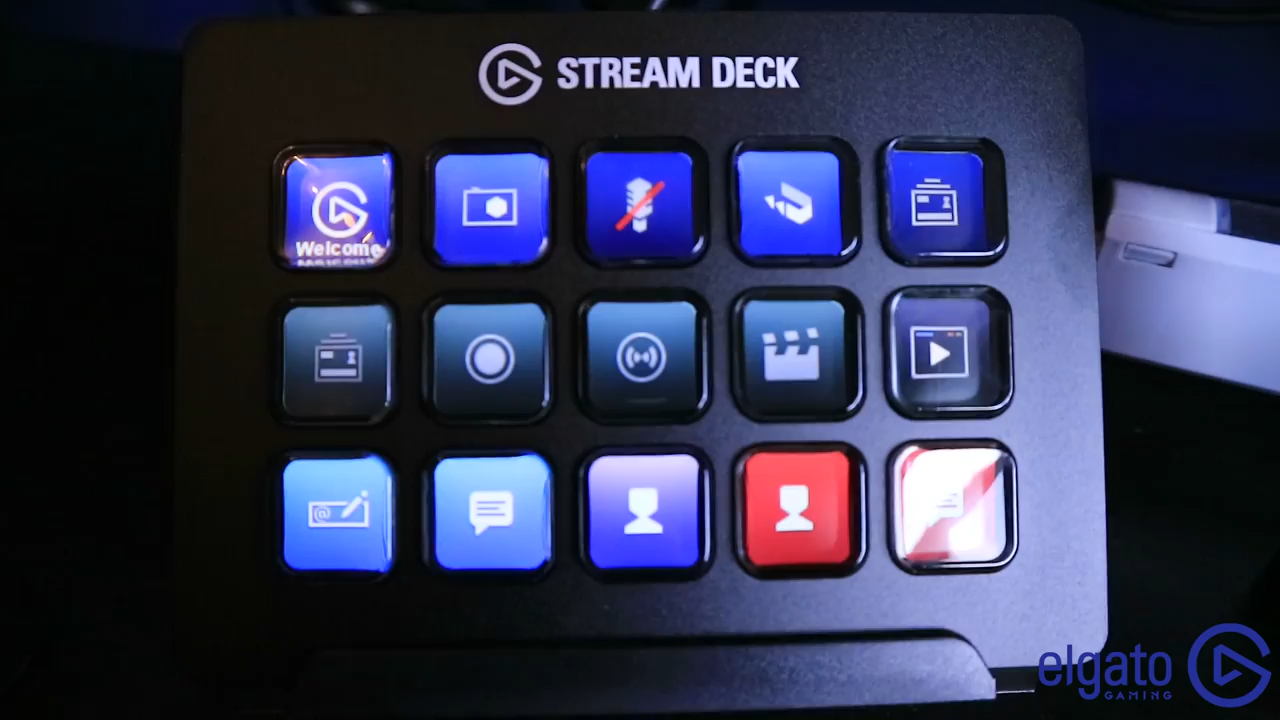 STREAM DECK
Welcome
@
elgato
GAMING